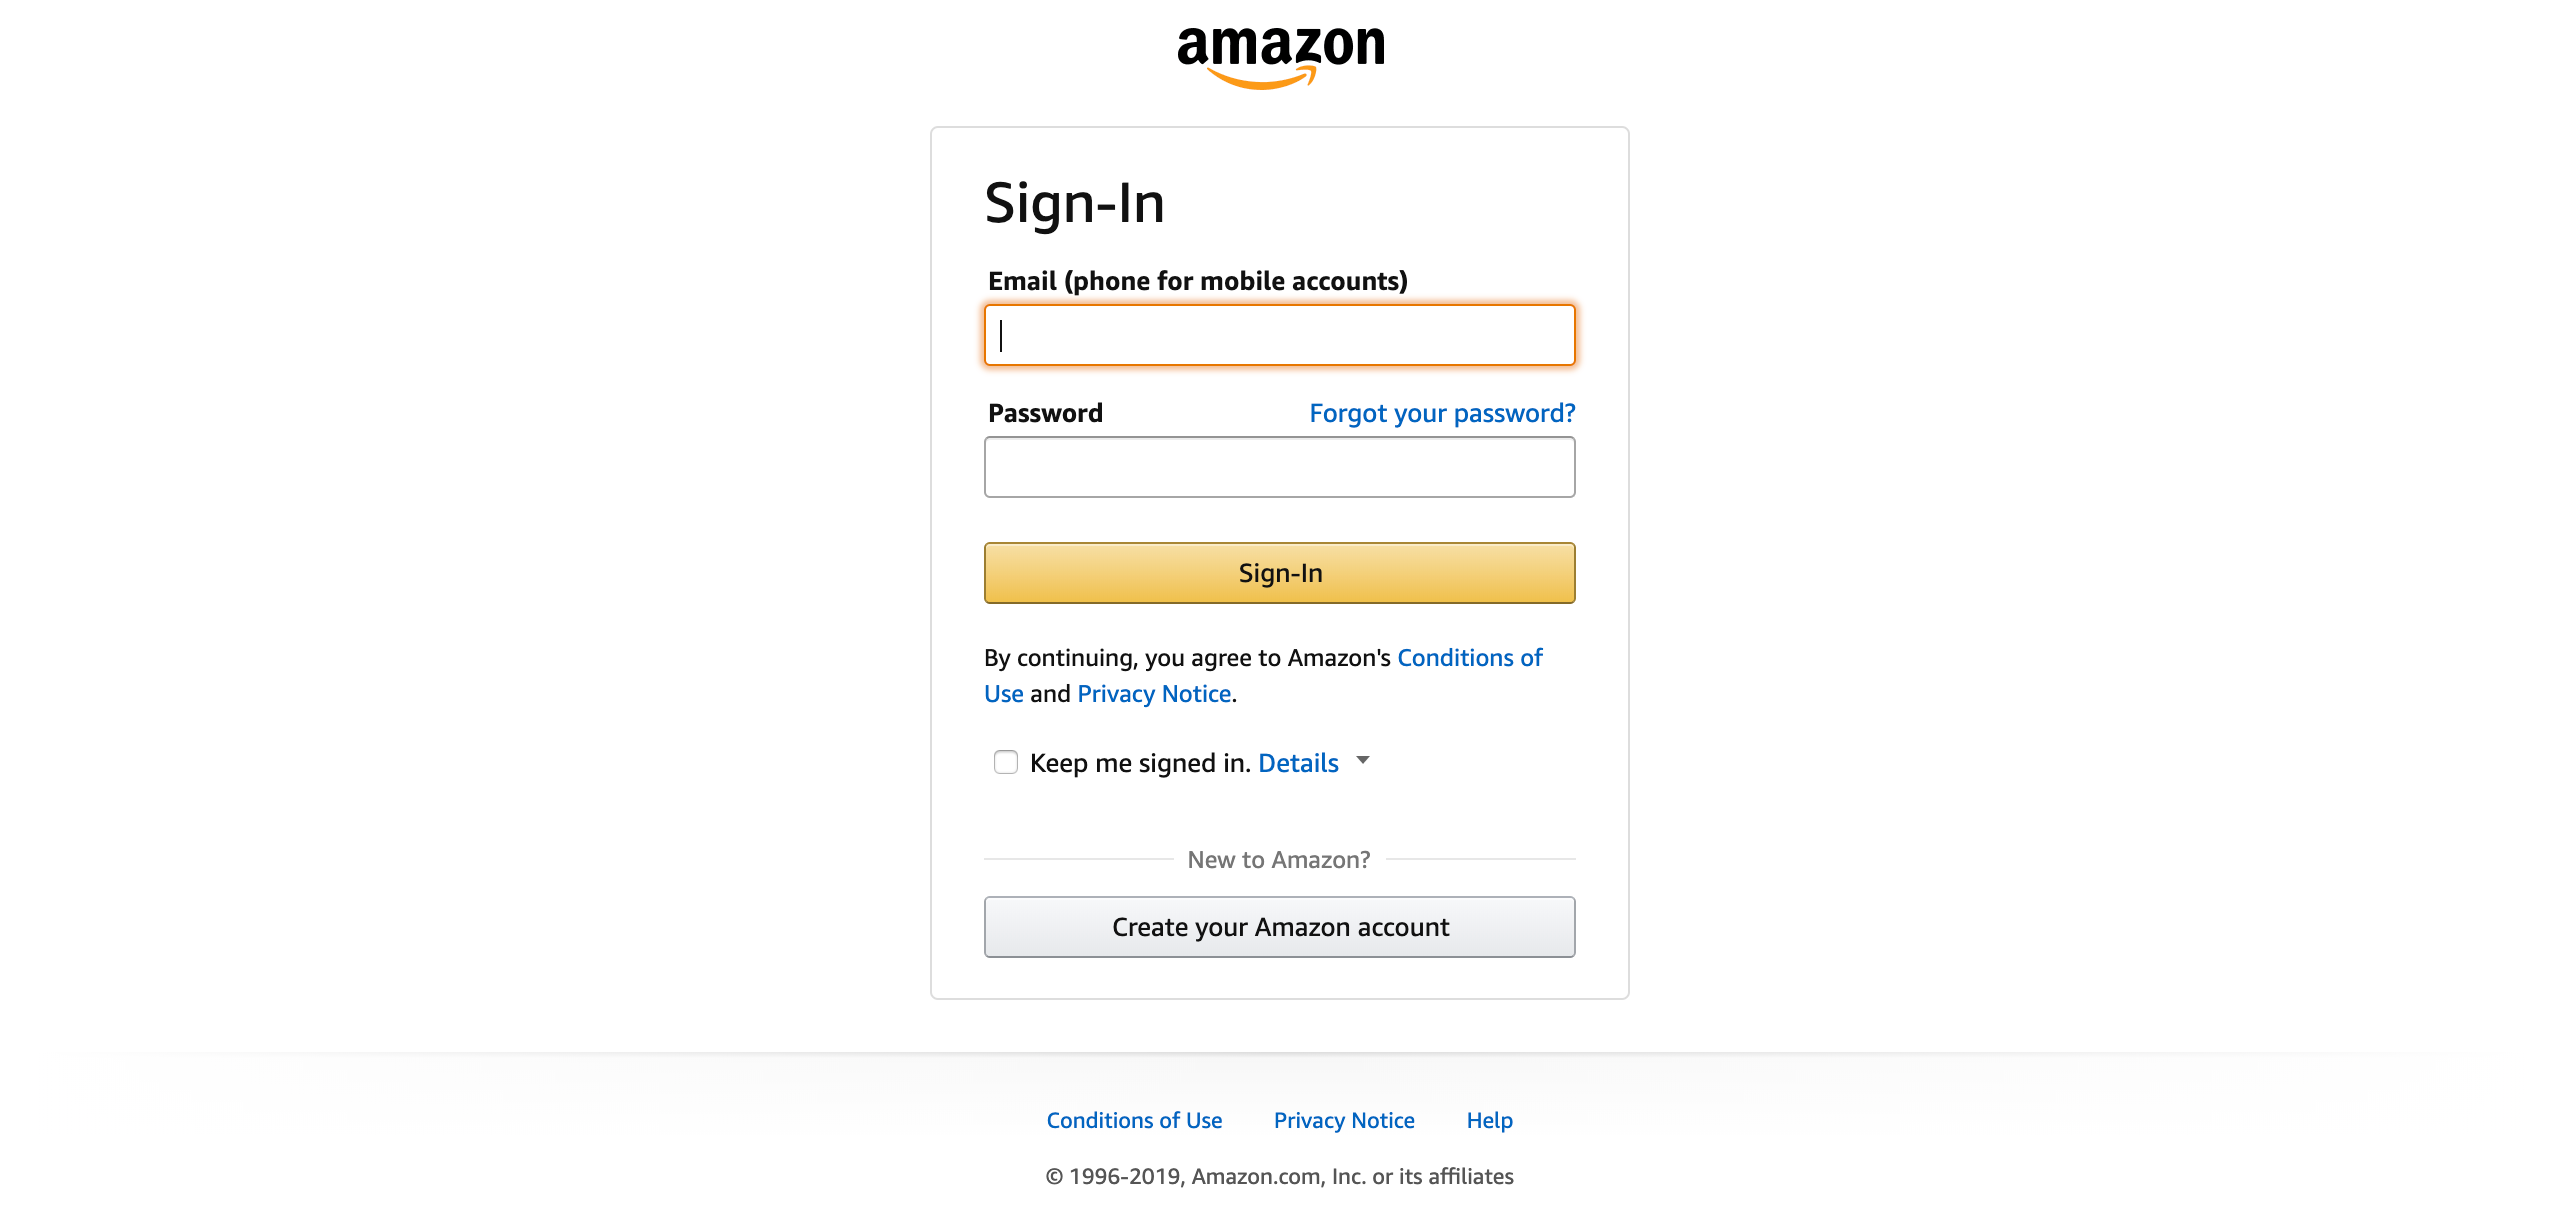 amazon
Sign-In
Email (phone for mobile accounts)
Password Forgot your password?
Sign-In
By continuing, you agree to Amazon's Conditions of
Use and Privacy Notice.
Keep me signed in. Details
New to Amazon?
Create your Amazon account
Conditions of Use Privacy Notice Help
© 1996-2019, Amazon.com, Inc. or its affiliates